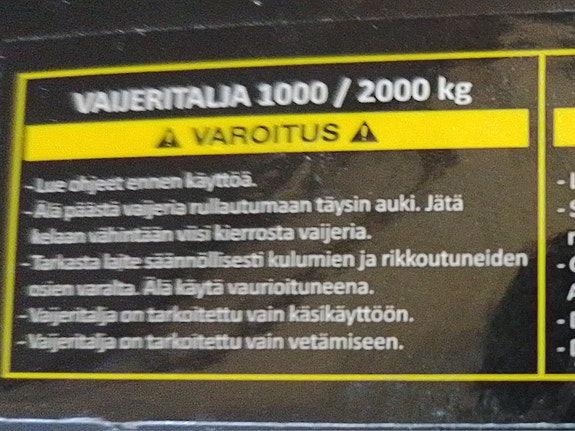 VAIJERITALJA 1000 / 2000 kg
VAROITUS
- Lue ohjeet ennen käyttöä.
- Älä päästä vaijeria rullautumaan täysin auki. Jätä
kelaan vähintään viisi kierrosta vaijeria.
- Tarkasta laite säännöllisesti kulumien ja rikkoutuneiden
osien varalta. Älä käytä vaurioituneena.
- Vaijeritalja on tarkoitettu vain käsikäyttöön.
- Vaijeritalja on tarkoitettu vain vetämiseen.